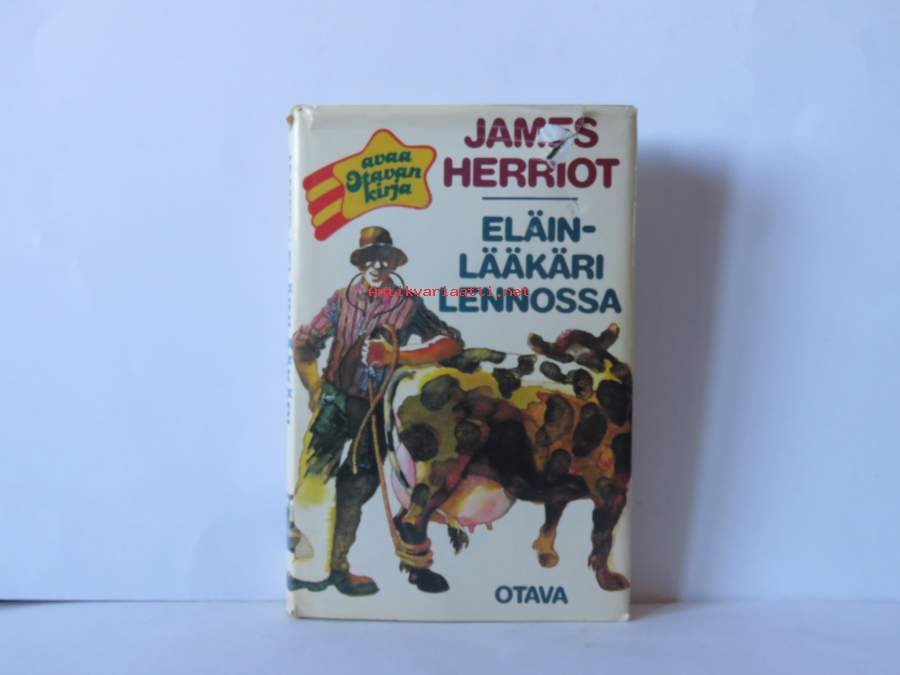 JAMES
HERRIOT
avaa
Otavan
kirja
ELÄIN-
LÄÄKÄRI
LENNOSSA
antikvariaatti.net
OTAVA